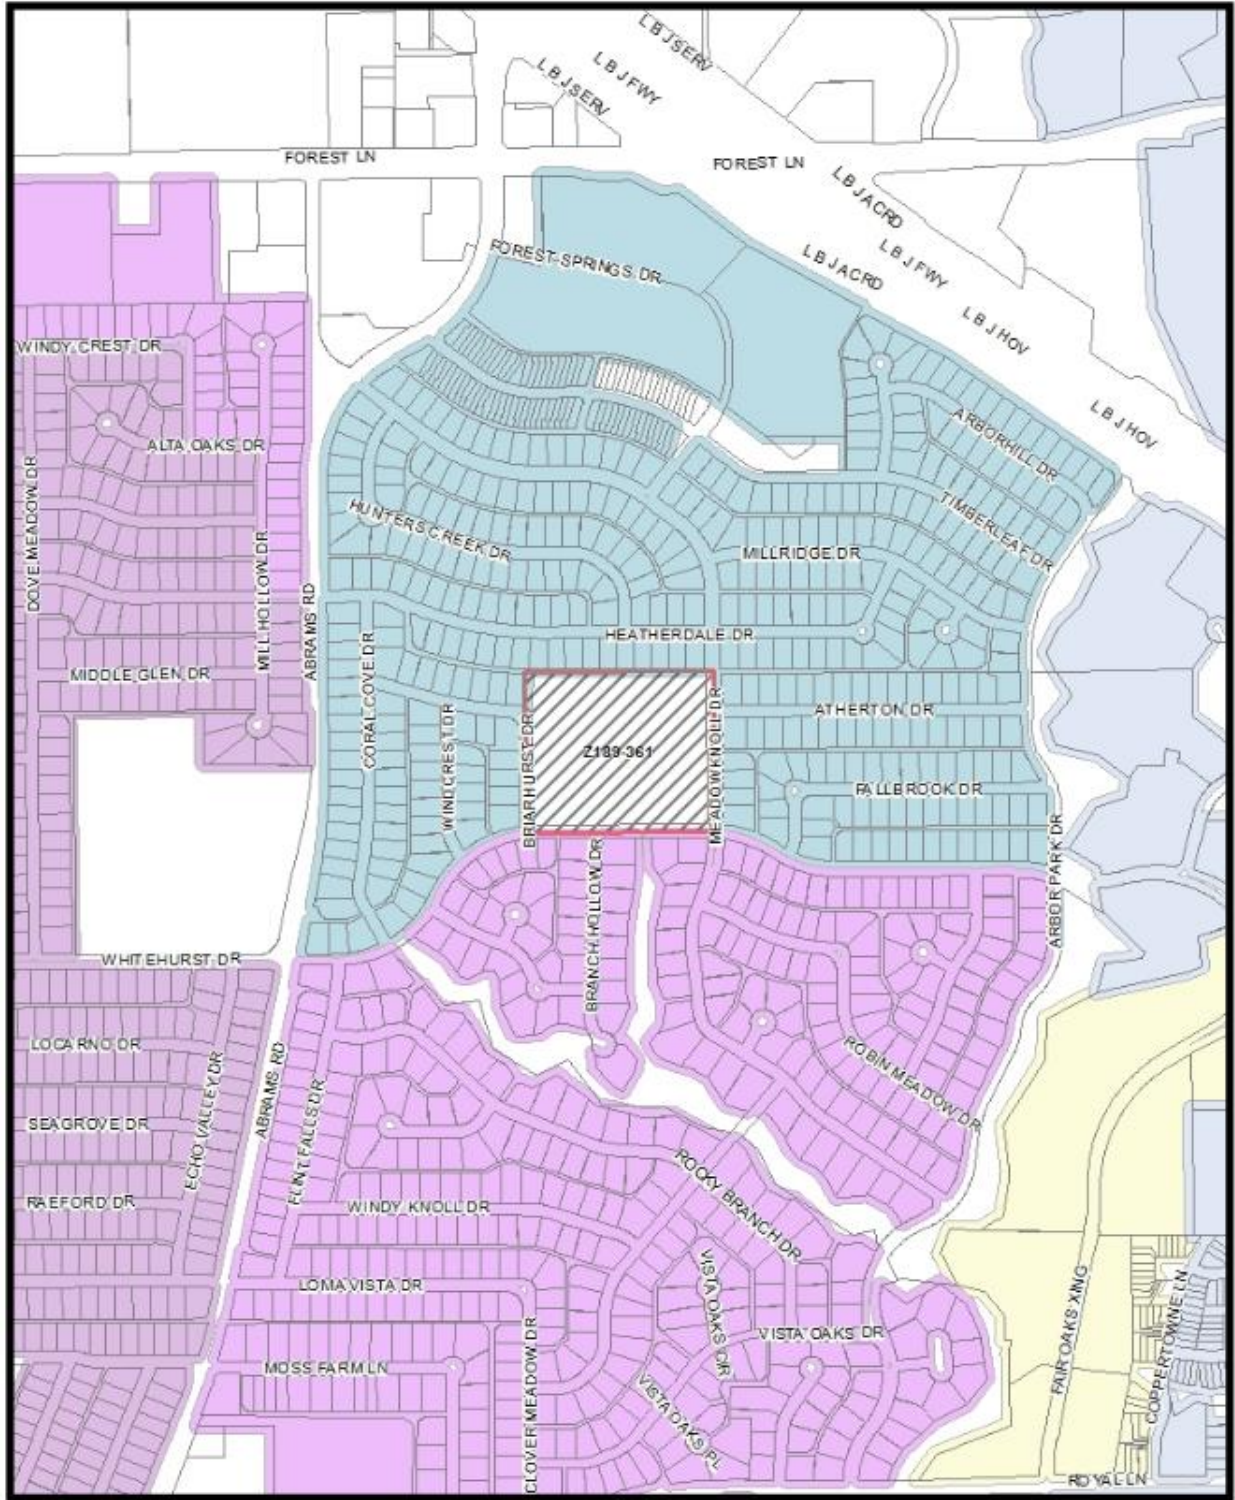 LBJ SERV
LBJ FWY
LBJ SERV
FOREST LN
FOREST LN
LBJ ACRD
FOREST SPRINGS DR
LBJ ACRD
LBJ FWY
LBJ HOV
WINDY CREST DR
LBJ HOV
ARBORHILL DR
ALTA OAKS DR
DOVE MEADOW DR
HUNTERS CREEK DR
TIMBERLEAF DR
MILLRIDGE DR
MILL HOLLOW DR
ABRAMS RD
HEATHERDALE DR
MIDDLE GLEN DR
CORAL COVE DR
WINDCREST DR
BRIARHURST DR
Z189-361
MEADOWKNOLL DR
ATHERTON DR
FALLBROOK DR
ARBOR PARK DR
BRANCH HOLLOW DR
WHITEHURST DR
LOCARNO DR
ECHO VALLEY DR
ABRAMS RD
FLINT FALLS DR
ROBIN MEADOW DR
SEAGROVE DR
RAEFORD DR
WINDY KNOLL DR
ROCKY BRANCH DR
LOMA VISTA DR
VISTA OAKS CIR
VISTA OAKS DR
FAIR OAKS XING
COPPERTOWNE LN
MOSS FARM LN
CLOVER MEADOW DR
VISTA OAKS PL
ROYAL LN